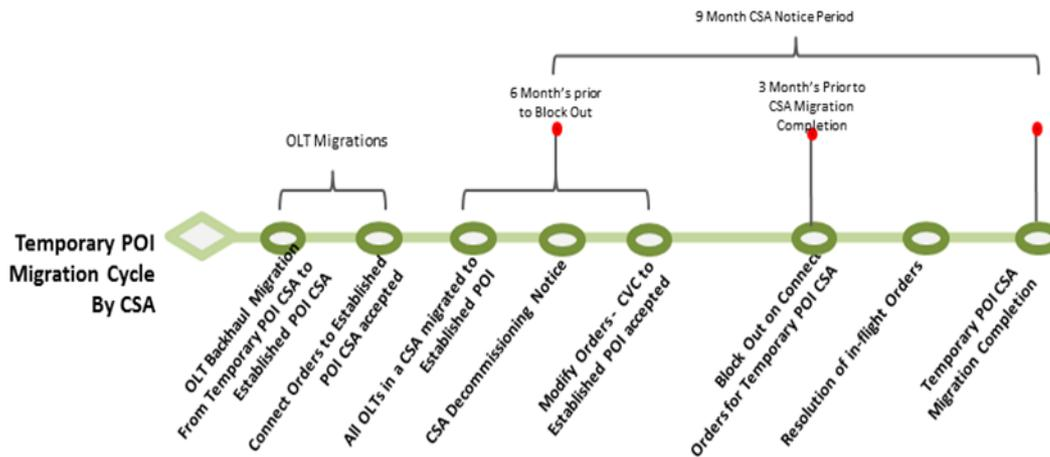 9 Month CSA Notice Period
6 Month's prior
to Block Out
3 Month's Prior to
CSA Migration
Completion
OLT Migrations
Temporary POI
Migration Cycle
By CSA
OLT Backhaul Migration
From Temporary POI CSA to
Established POI CSA
Connect Orders to Established
POI CSA accepted
All OLTs in a CSA migrated to
Established POI
CSA Decommissioning Notice
Modify Orders - CVC to
Established POI accepted
Block Out on Connect
Orders for Temporary POI CSA
Resolution of in-flight Orders
Temporary POI CSA
Migration Completion